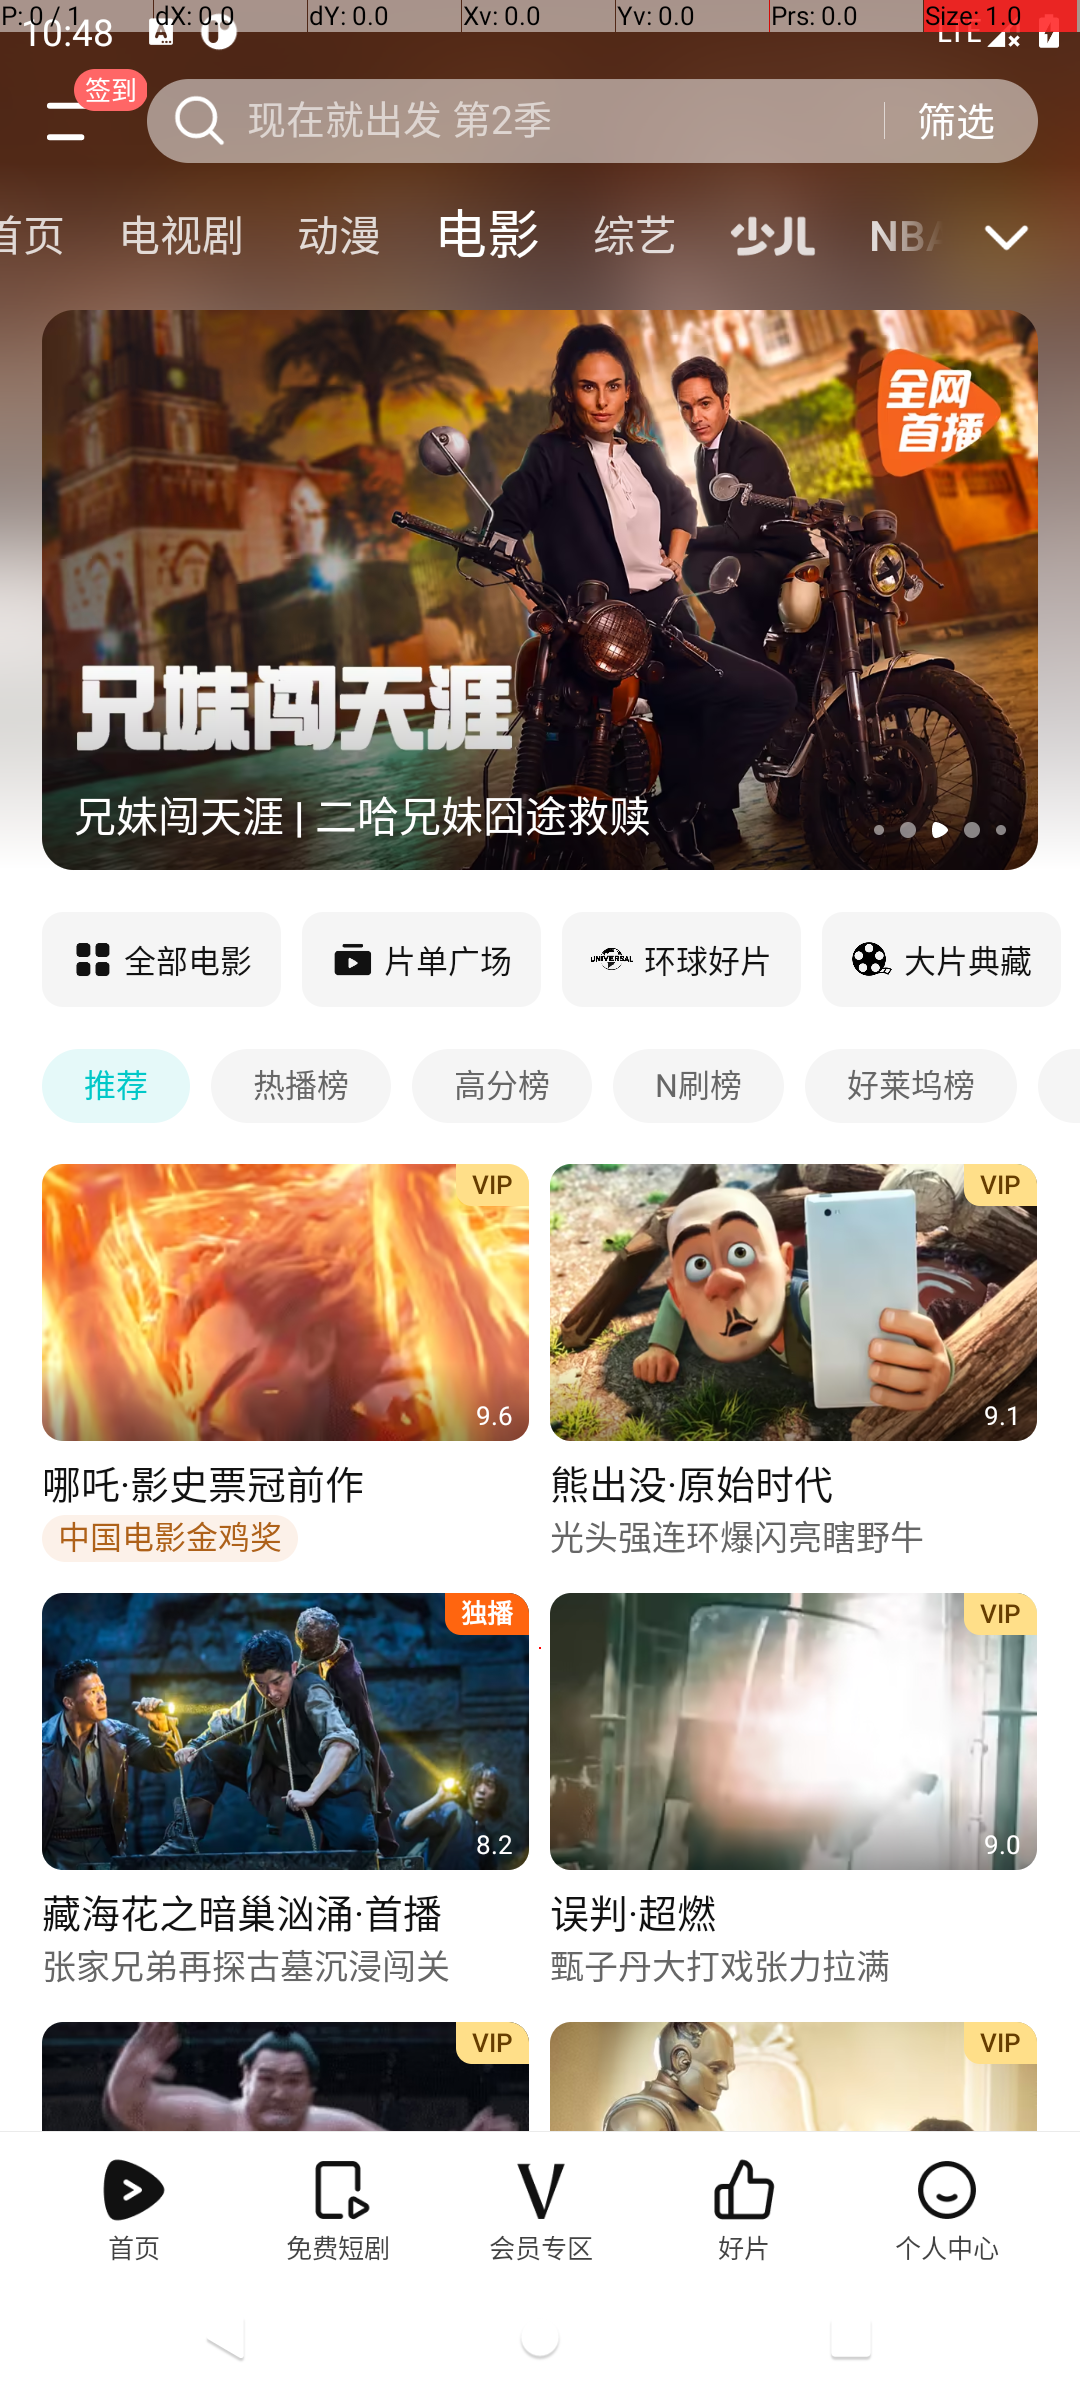 P: 0 / 1
dX: 0.0
dY: 0.0
Xv: 0.0
Yv: 0.0
Prs: 0.0
Size: 1.0
10:48
LTE
签到
现在就出发 第2季
筛选
首页
电视剧
动漫
电影
综艺
少儿
NBA
全网
首播
兄妹闯天涯
兄妹闯天涯 | 二哈兄妹囧途救赎
全部电影
片单广场
UNIVERSAL
环球好片
大片典藏
推荐
热播榜
高分榜
N刷榜
好莱坞榜
VIP
9.6
VIP
9.1
哪吒·影史票冠前作
中国电影金鸡奖
熊出没·原始时代
光头强连环爆闪亮瞎野牛
独播
8.2
VIP
9.0
藏海花之暗巢汹涌·首播
张家兄弟再探古墓沉浸闯关
误判·超燃
甄子丹大打戏张力拉满
VIP
VIP
首页
免费短剧
会员专区
好片
个人中心